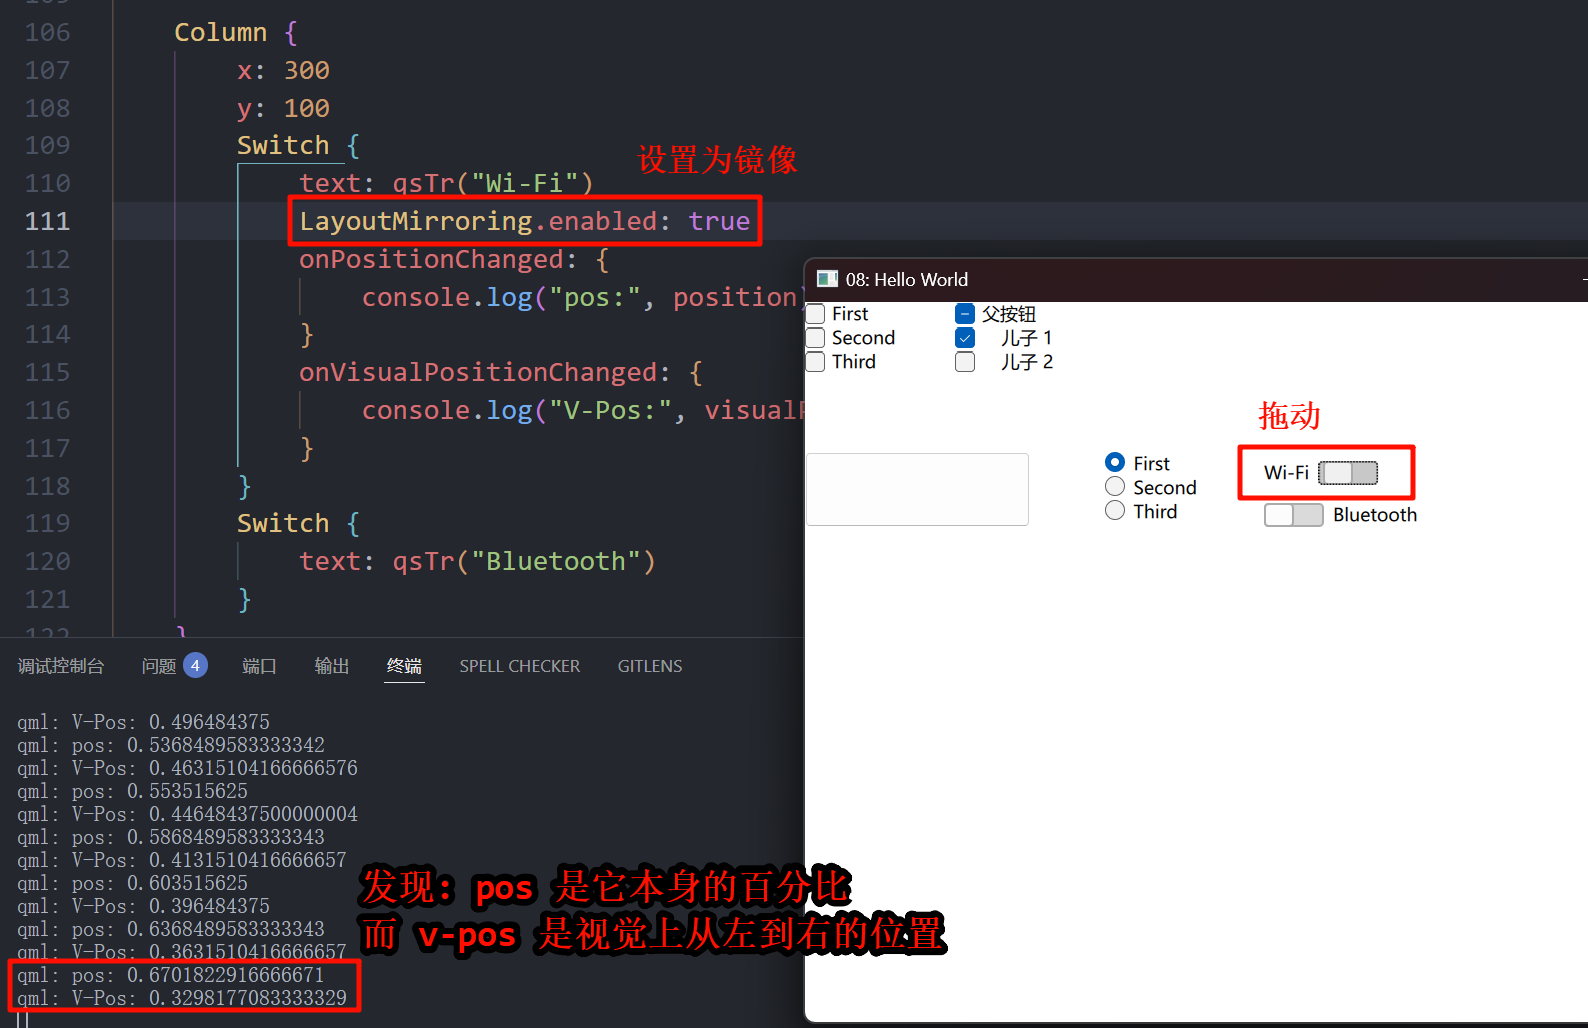 106 Column {
107 x: 300
108 y: 100
109 Switch {
设置为镜像
110 text: qsTr("Wi-Fi")
111 LayoutMirroring.enabled: true
112 onPositionChanged: {
113 console.log("pos:", position)
114 }
115 onVisualPositionChanged: {
116 console.log("V-Pos:", visualP
117 }
118 }
119 Switch {
120 text: qsTr("Bluetooth")
121 }
122 }
08: Hello World
First
Second
Third
父按钮
儿子 1
儿子 2
拖动
First
Second
Third
Wi-Fi
Bluetooth
调试控制台 问题 4 端口 输出 终端 SPELL CHECKER GITLENS
qml: V-Pos: 0.496484375
qml: pos: 0.5368489583333342
qml: V-Pos: 0.46315104166666576
qml: pos: 0.553515625
qml: V-Pos: 0.44648437500000004
qml: pos: 0.5868489583333343
qml: V-Pos: 0.4131510416666657
qml: pos: 0.603515625
qml: V-Pos: 0.396484375
qml: pos: 0.6368489583333343
qml: V-Pos: 0.3631510416666657
qml: pos: 0.6701822916666671
qml: V-Pos: 0.3298177083333329
发现: pos 是它本身的百分比
而 v-pos 是视觉上从左到右的位置